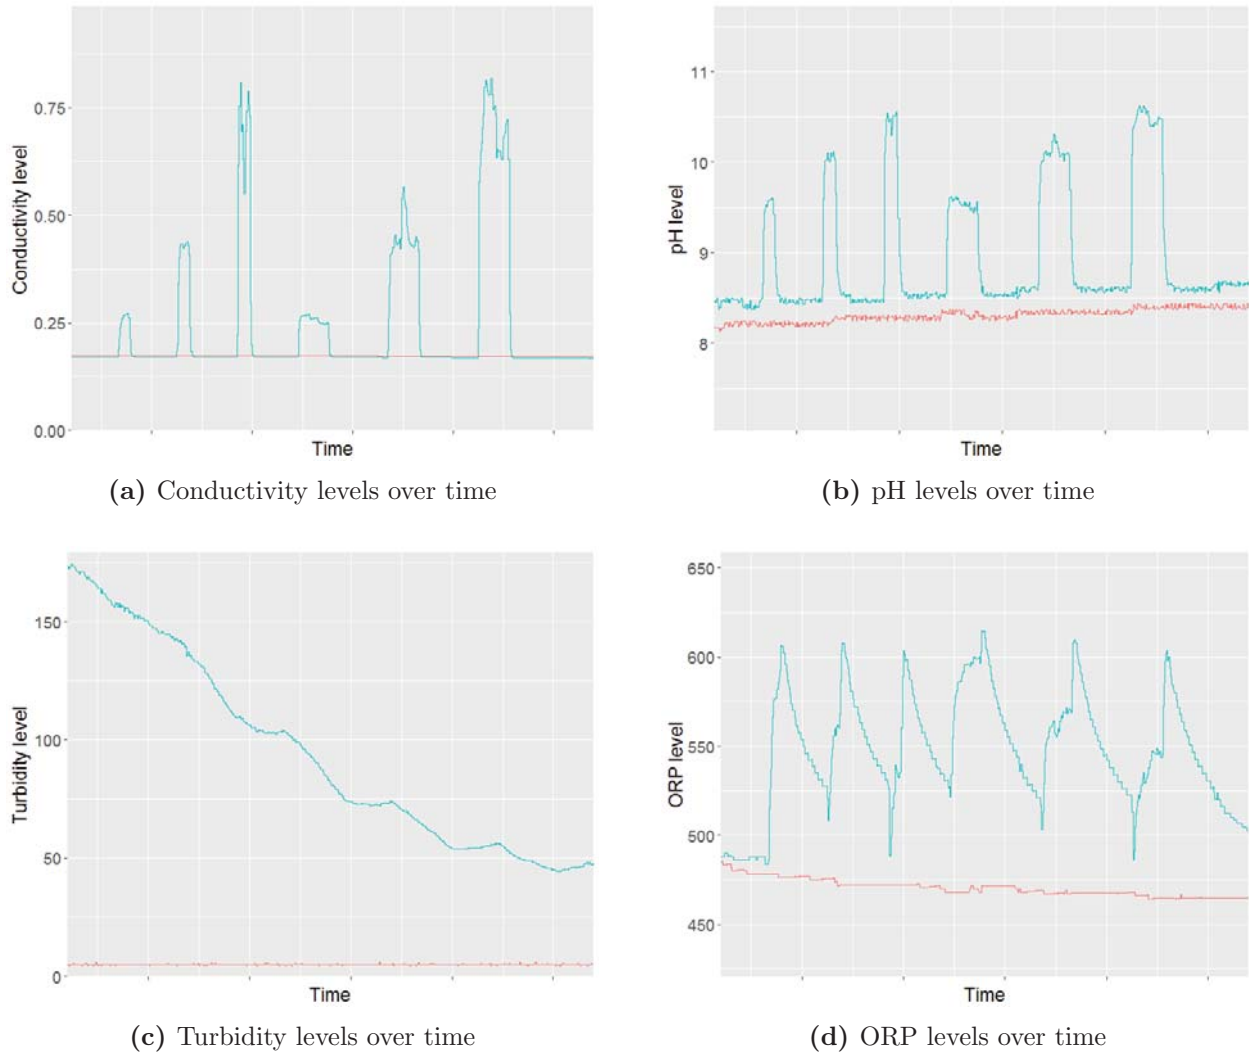 0.75
0.50
0.25
0.00
Conductivity level
Time
(a) Conductivity levels over time
11
10
9
8
pH level
Time
(b) pH levels over time
150
100
50
0
Turbidity level
Time
(c) Turbidity levels over time
650
600
550
500
450
ORP level
Time
(d) ORP levels over time